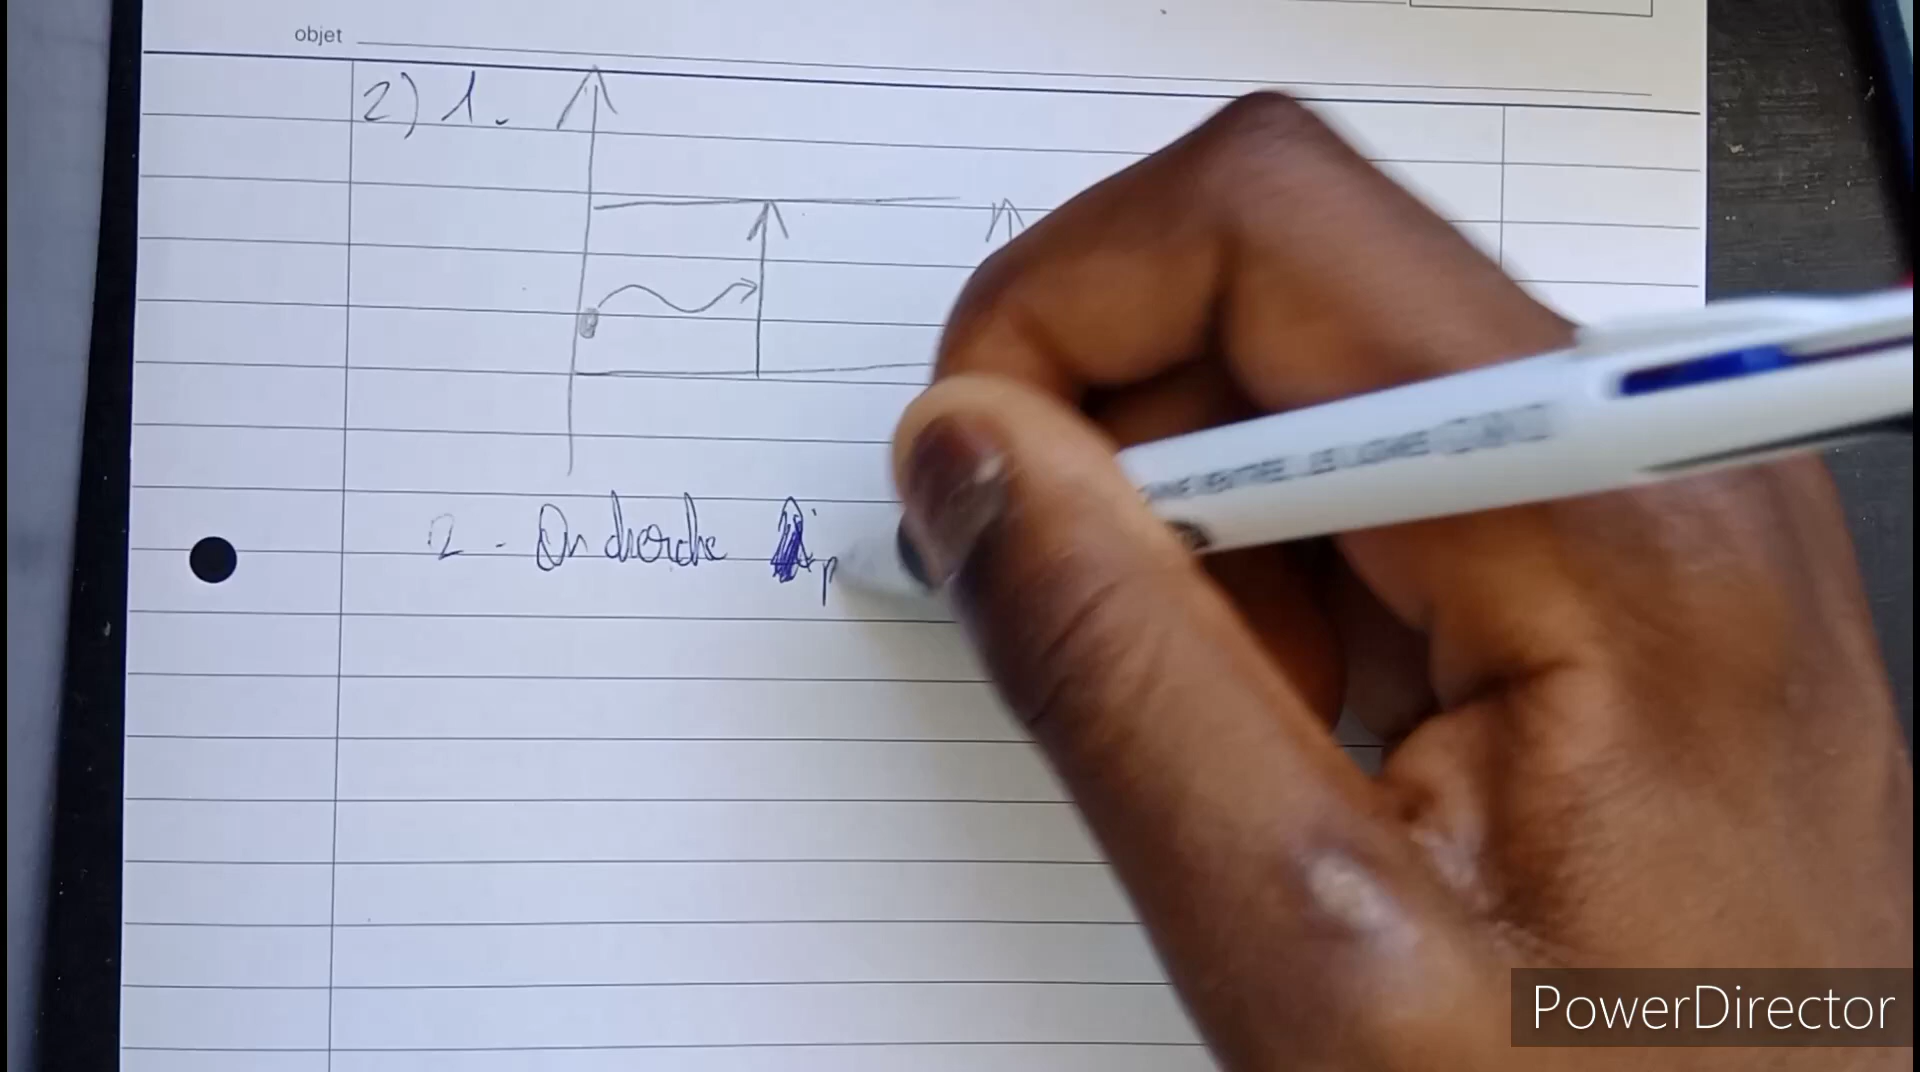 objet
2) 1.
2 - On cherche
PowerDirector